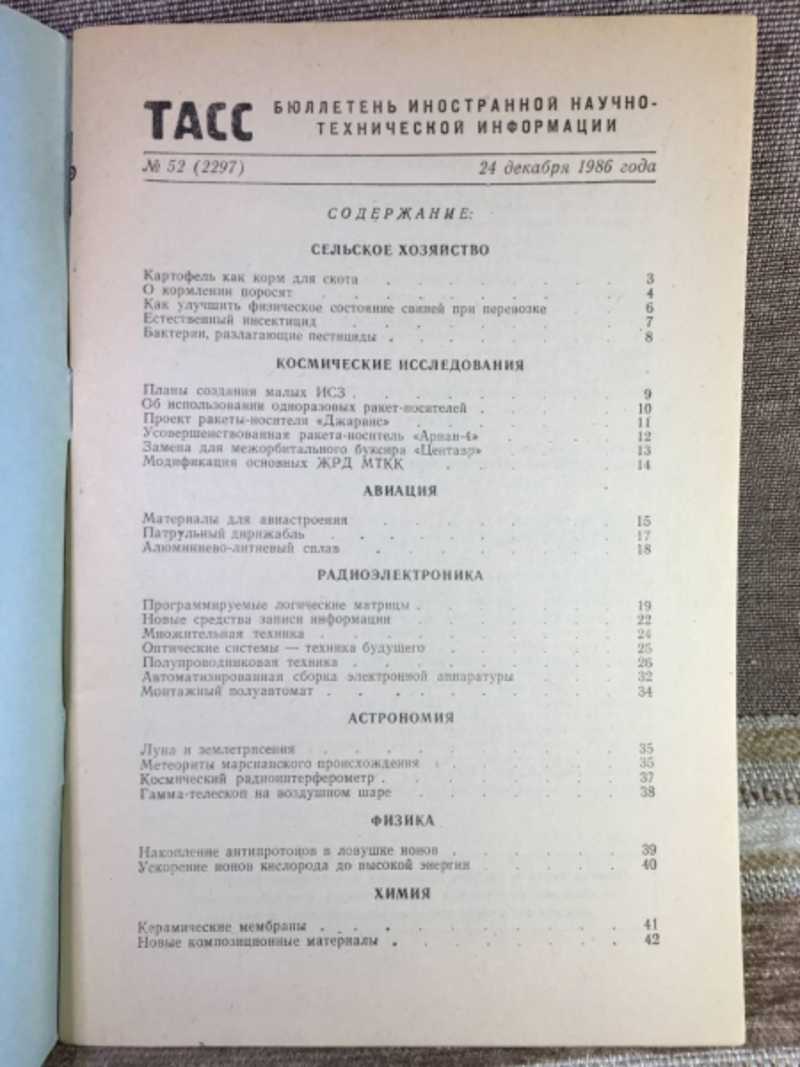 ТАСС
БЮЛЛЕТЕНЬ ИНОСТРАННОЙ НАУЧНО-
ТЕХНИЧЕСКОЙ ИНФОРМАЦИИ
№ 52 (2297) 24 декабря 1986 года
СОДЕРЖАНИЕ:
СЕЛЬСКОЕ ХОЗЯЙСТВО
Картофель как корм для скота . . . . . . . 3
О кормлении поросят . . . . . . . . 4
Как улучшить физическое состояние свиней при перевозке . . . 6
Естественный инсектицид . . . . . . . . 7
Бактерии, разлагающие пестициды . . . . . . . 8
КОСМИЧЕСКИЕ ИССЛЕДОВАНИЯ
Планы создания малых ИСЗ . . . . . . . . 9
Об использовании одноразовых ракет-носителей . . . . . 10
Проект ракеты-носителя «Джарвис» . . . . . . 11
Усовершенствованная ракета-носитель «Ариан-4» . . . . . 12
Замена для межорбитального буксира «Центавр» . . . . . 13
Модификация основных ЖРД МТКК . . . . . . 14
АВИАЦИЯ
Материалы для авиастроения . . . . . . . 15
Патрульный дирижабль . . . . . . . . 17
Алюминиево-литиевый сплав . . . . . . . 18
РАДИОЭЛЕКТРОНИКА
Программируемые логические матрицы . . . . . . 19
Новые средства записи информации . . . . . . 22
Множительная техника . . . . . . . . 24
Оптические системы — техника будущего . . . . . . 25
Полупроводниковая техника . . . . . . . . 26
Автоматизированная сборка электронной аппаратуры . . . . 32
Монтажный полуавтомат . . . . . . . . 34
АСТРОНОМИЯ
Луна и землетрясения . . . . . . . . 35
Метеориты марсианского происхождения . . . . . . 35
Космический радиоинтерферометр . . . . . . . 37
Гамма-телескоп на воздушном шаре . . . . . . 38
ФИЗИКА
Накопление антипротонов в ловушке ионов . . . . . 39
Ускорение ионов кислорода до высокой энергии . . . . . 40
ХИМИЯ
Керамические мембраны . . . . . . . . 41
Новые композиционные материалы . . . . . . . 42